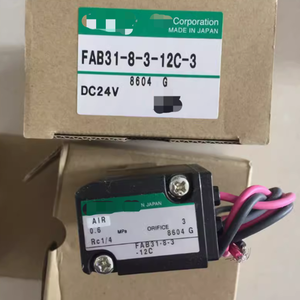 Corporation
MADE IN JAPAN
FAB31-8-3-12C-3
8604 G
DC24V
N JAPAN
AIR ORIFICE 3
0.6 MPa 8604 G
Rc1/4 FAB31-8-3
-12C